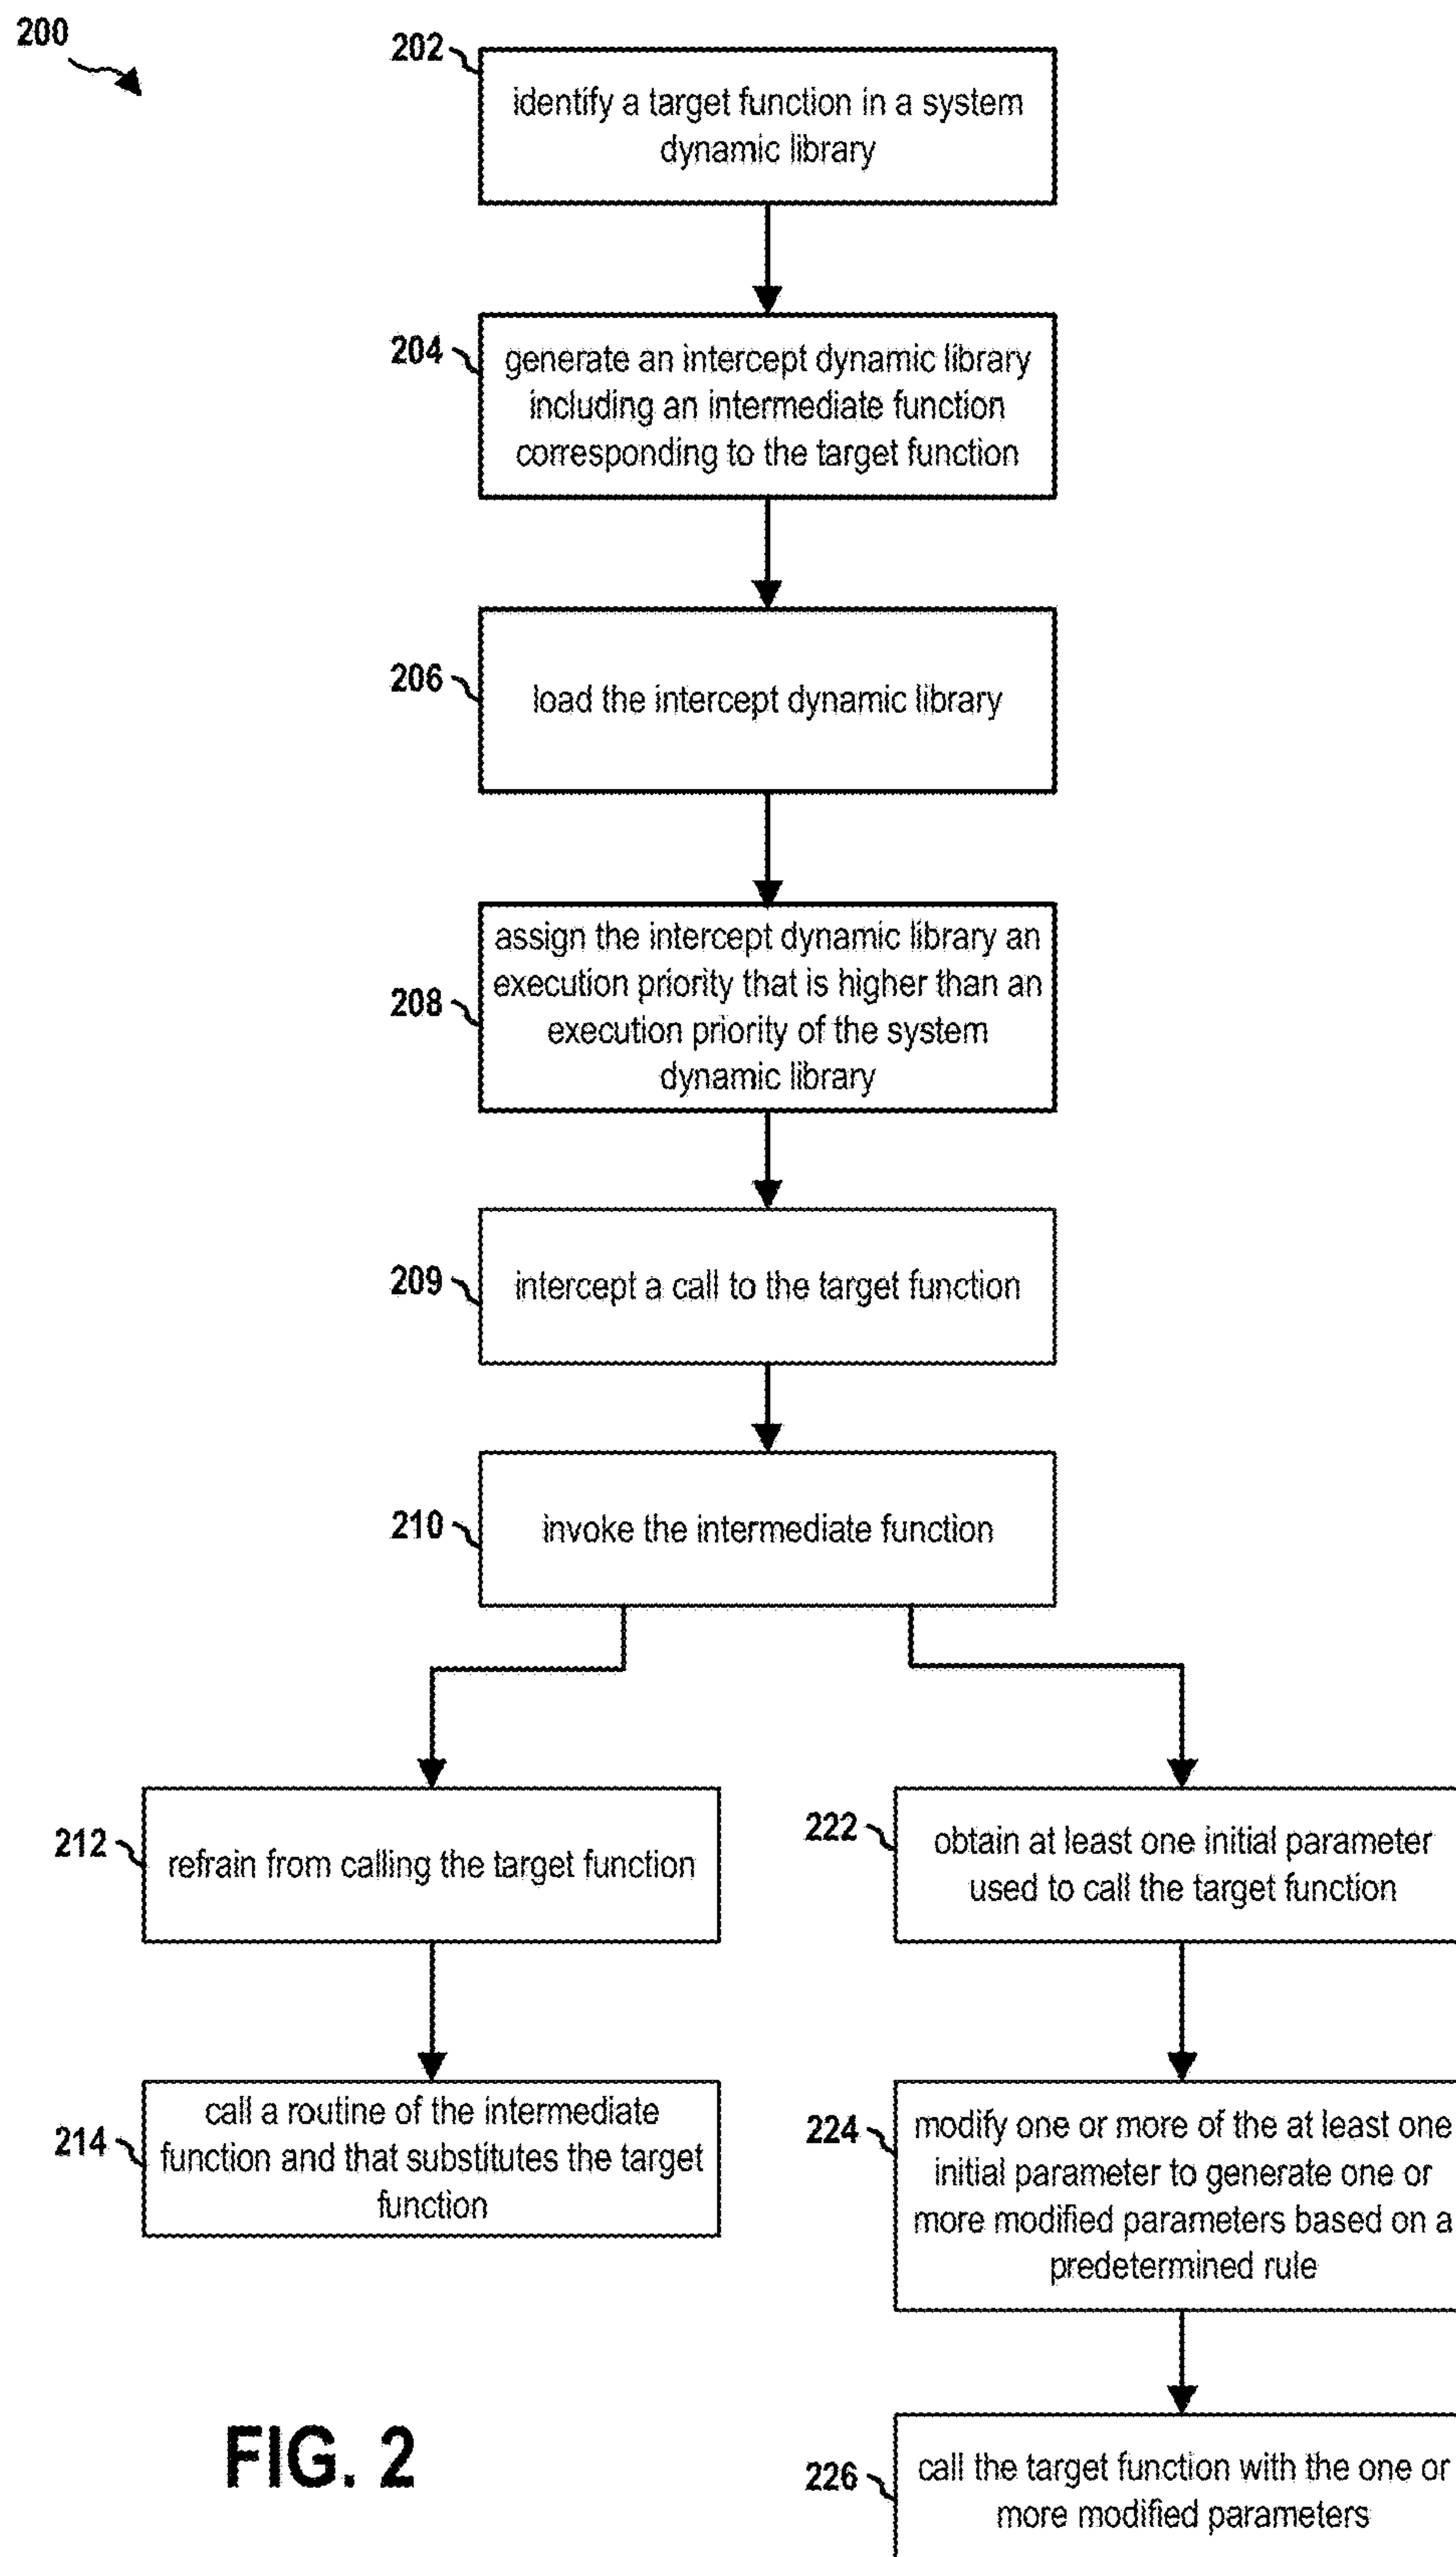 200
202
identify a target function in a system
dynamic library
204
generate an intercept dynamic library
including an intermediate function
corresponding to the target function
206
load the intercept dynamic library
208
assign the intercept dynamic library an
execution priority that is higher than an
execution priority of the system
dynamic library
209
intercept a call to the target function
210
invoke the intermediate function
212
refrain from calling the target function
222
obtain at least one initial parameter
used to call the target function
214
call a routine of the intermediate
function and that substitutes the target
function
224
modify one or more of the at least one
initial parameter to generate one or
more modified parameters based on a
predetermined rule
226
call the target function with the one or
more modified parameters
FIG. 2